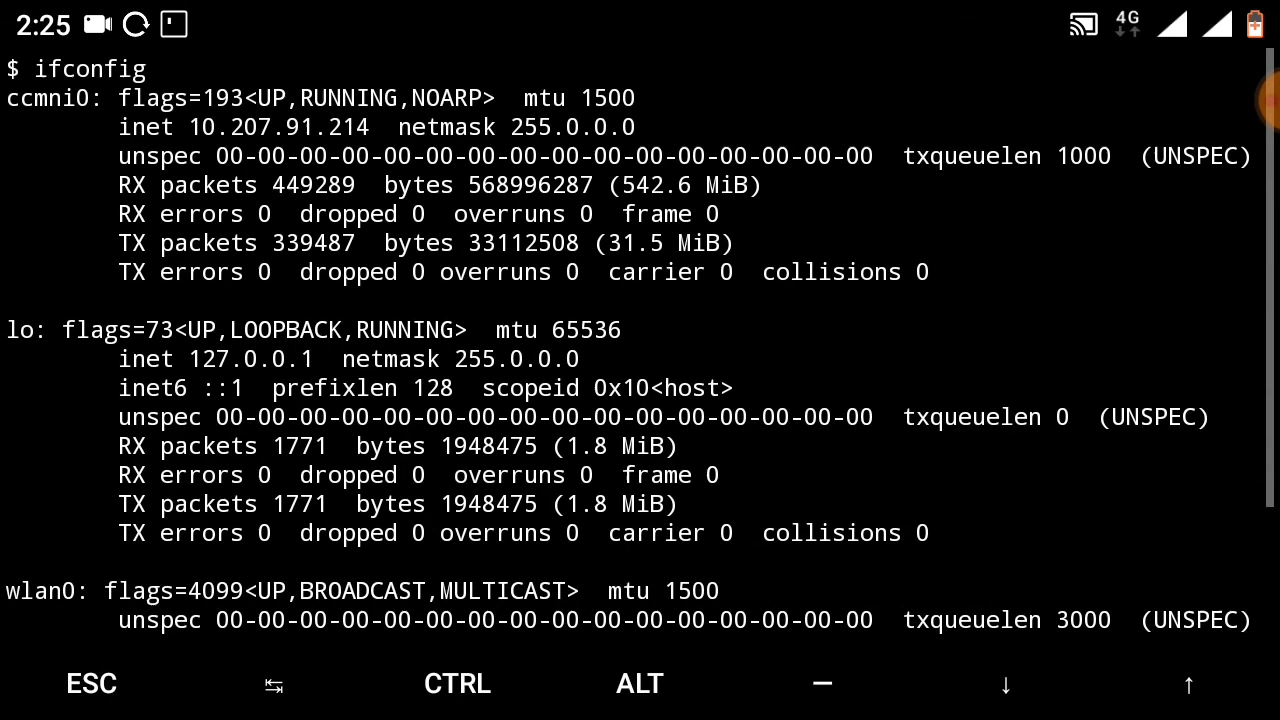 2:25 4G
$ ifconfig
ccmni0: flags=193<UP,RUNNING,NOARP>  mtu 1500
        inet 10.207.91.214  netmask 255.0.0.0
        unspec 00-00-00-00-00-00-00-00-00-00-00-00-00-00-00-00  txqueuelen 1000  (UNSPEC)
        RX packets 449289  bytes 568996287 (542.6 MiB)
        RX errors 0  dropped 0  overruns 0  frame 0
        TX packets 339487  bytes 33112508 (31.5 MiB)
        TX errors 0  dropped 0 overruns 0  carrier 0  collisions 0
lo: flags=73<UP,LOOPBACK,RUNNING>  mtu 65536
        inet 127.0.0.1  netmask 255.0.0.0
        inet6 ::1  prefixlen 128  scopeid 0x10<host>
        unspec 00-00-00-00-00-00-00-00-00-00-00-00-00-00-00-00  txqueuelen 0  (UNSPEC)
        RX packets 1771  bytes 1948475 (1.8 MiB)
        RX errors 0  dropped 0  overruns 0  frame 0
        TX packets 1771  bytes 1948475 (1.8 MiB)
        TX errors 0  dropped 0 overruns 0  carrier 0  collisions 0
wlan0: flags=4099<UP,BROADCAST,MULTICAST>  mtu 1500
        unspec 00-00-00-00-00-00-00-00-00-00-00-00-00-00-00-00  txqueuelen 3000  (UNSPEC)
ESC ↹ CTRL ALT — ↓ ↑